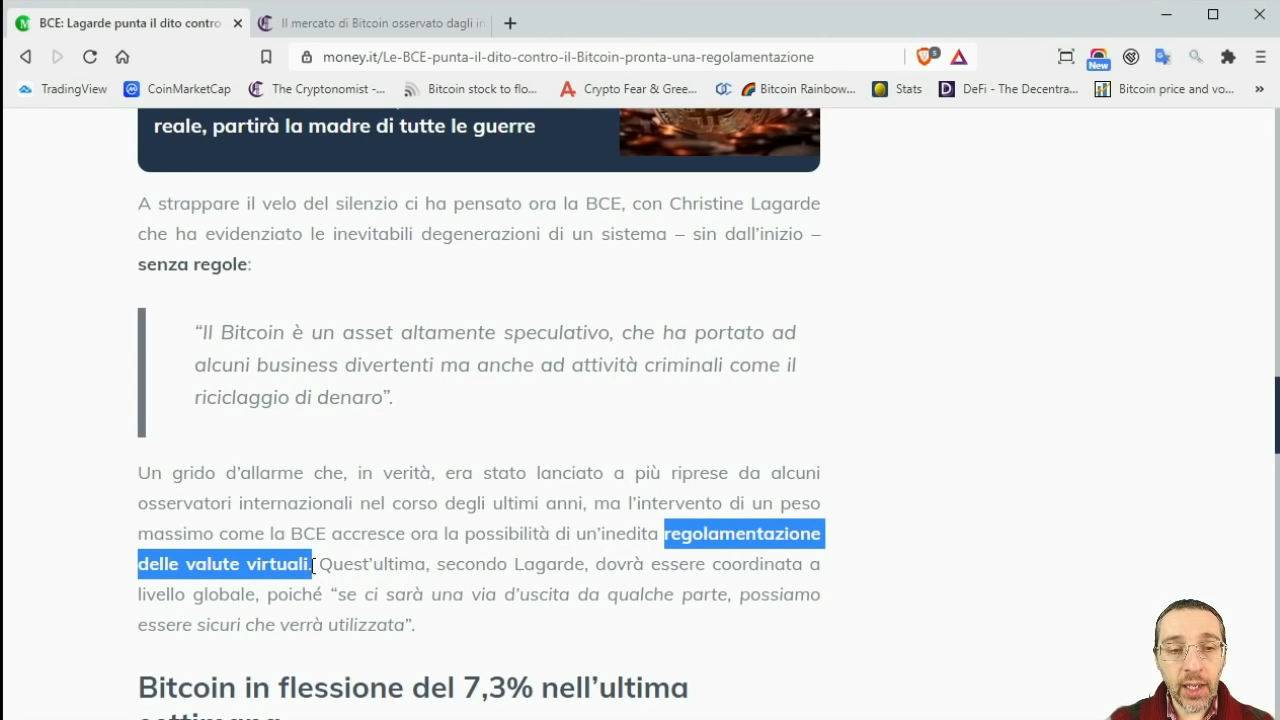 BCE: Lagarde punta il dito contro
Il mercato di Bitcoin osservato dagli in
money.it/Le-BCE-punta-il-dito-contro-il-Bitcoin-pronta-una-regolamentazione
5
New
TradingView
CoinMarketCap
The Cryptonomist -...
Bitcoin stock to flo...
Crypto Fear & Gree...
Bitcoin Rainbow...
Stats
DeFi - The Decentra...
Bitcoin price and vo...
reale, partirà la madre di tutte le guerre
A strappare il velo del silenzio ci ha pensato ora la BCE, con Christine Lagarde
che ha evidenziato le inevitabili degenerazioni di un sistema – sin dall’inizio –
senza regole:
“Il Bitcoin è un asset altamente speculativo, che ha portato ad
alcuni business divertenti ma anche ad attività criminali come il
riciclaggio di denaro”.
Un grido d’allarme che, in verità, era stato lanciato a più riprese da alcuni
osservatori internazionali nel corso degli ultimi anni, ma l’intervento di un peso
massimo come la BCE accresce ora la possibilità di un’inedita regolamentazione
delle valute virtuali. Quest’ultima, secondo Lagarde, dovrà essere coordinata a
livello globale, poiché “se ci sarà una via d’uscita da qualche parte, possiamo
essere sicuri che verrà utilizzata”.
Bitcoin in flessione del 7,3% nell’ultima
settimana